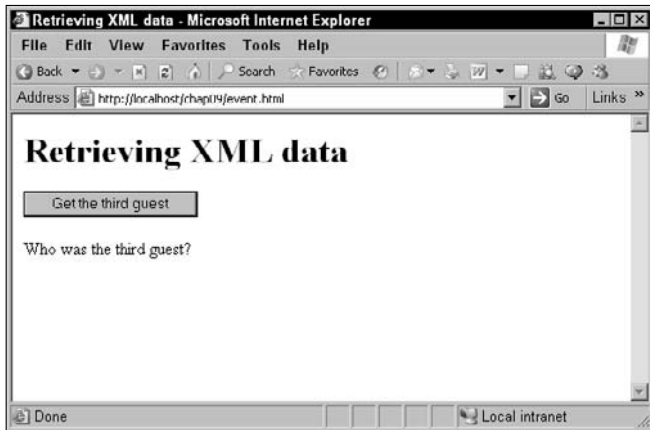 Retrieving XML data - Microsoft Internet Explorer
File Edit View Favorites Tools Help
Back Search Favorites
Address http://localhost/chap09/event.html Go Links »
Retrieving XML data
Get the third guest
Who was the third guest?
Done Local intranet